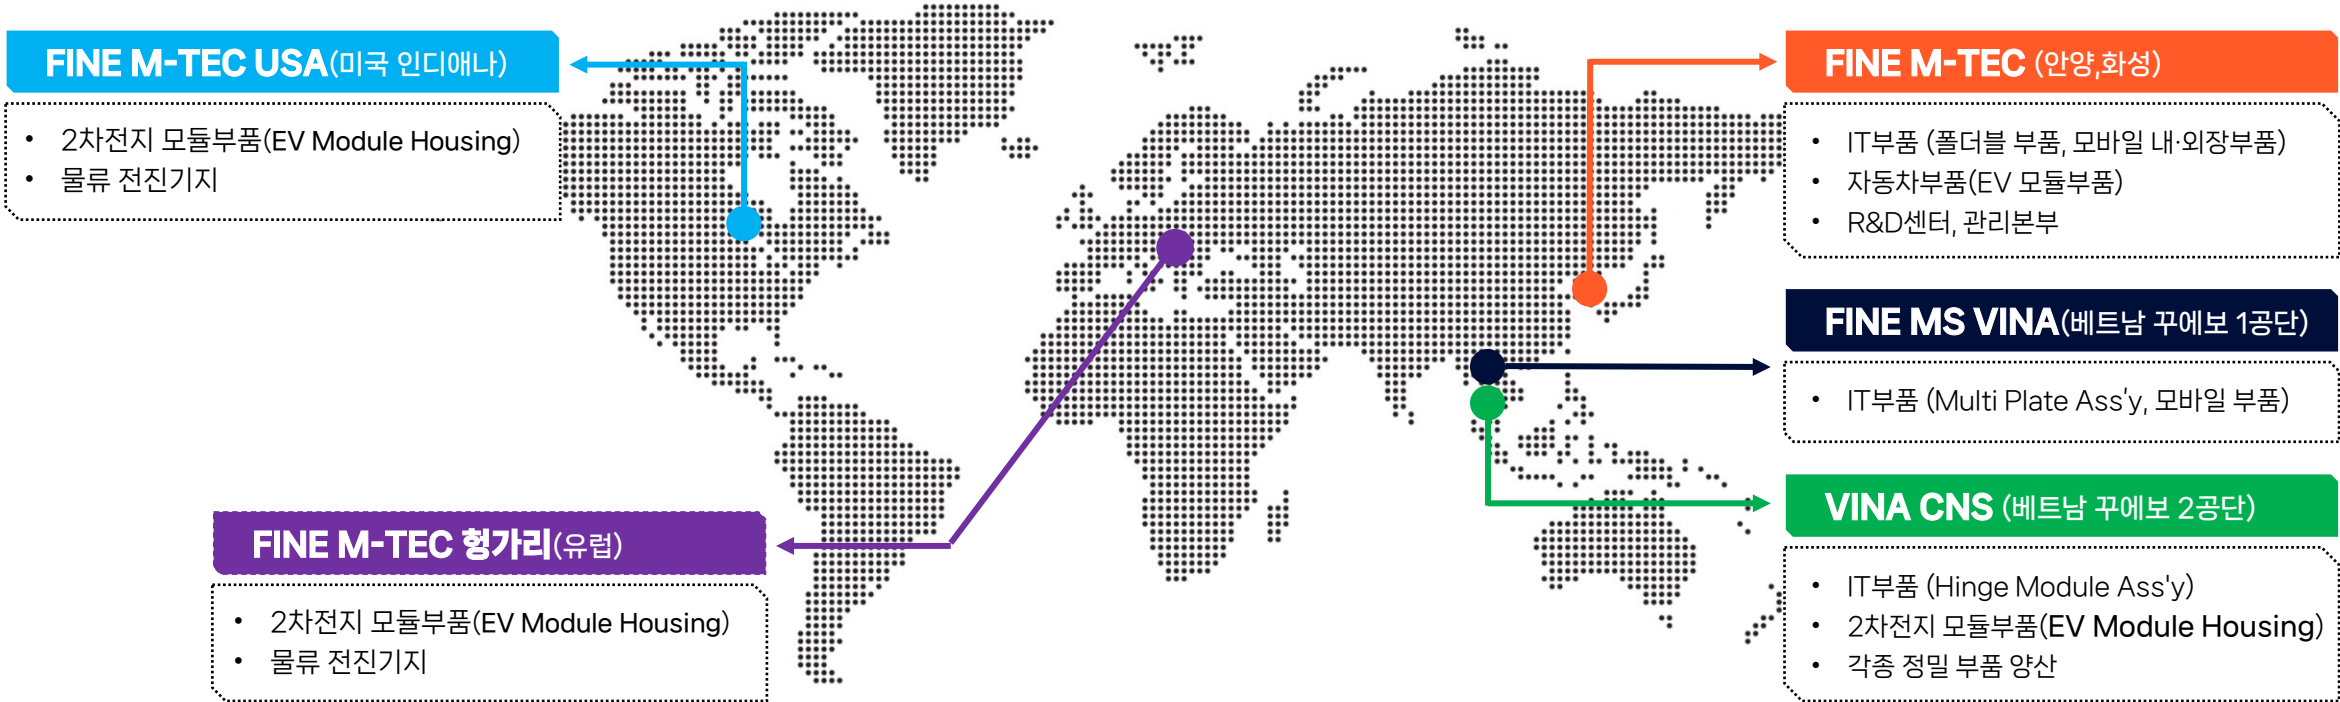 FINE M-TEC USA(미국 인디애나)
• 2차전지 모듈부품(EV Module Housing)
• 물류 전진기지
FINE M-TEC 헝가리(유럽)
• 2차전지 모듈부품(EV Module Housing)
• 물류 전진기지
FINE M-TEC (안양,화성)
• IT부품 (폴더블 부품, 모바일 내·외장부품)
• 자동차부품(EV 모듈부품)
• R&D센터, 관리본부
FINE MS VINA(베트남 꾸에보 1공단)
• IT부품 (Multi Plate Ass'y, 모바일 부품)
VINA CNS (베트남 꾸에보 2공단)
• IT부품 (Hinge Module Ass'y)
• 2차전지 모듈부품(EV Module Housing)
• 각종 정밀 부품 양산